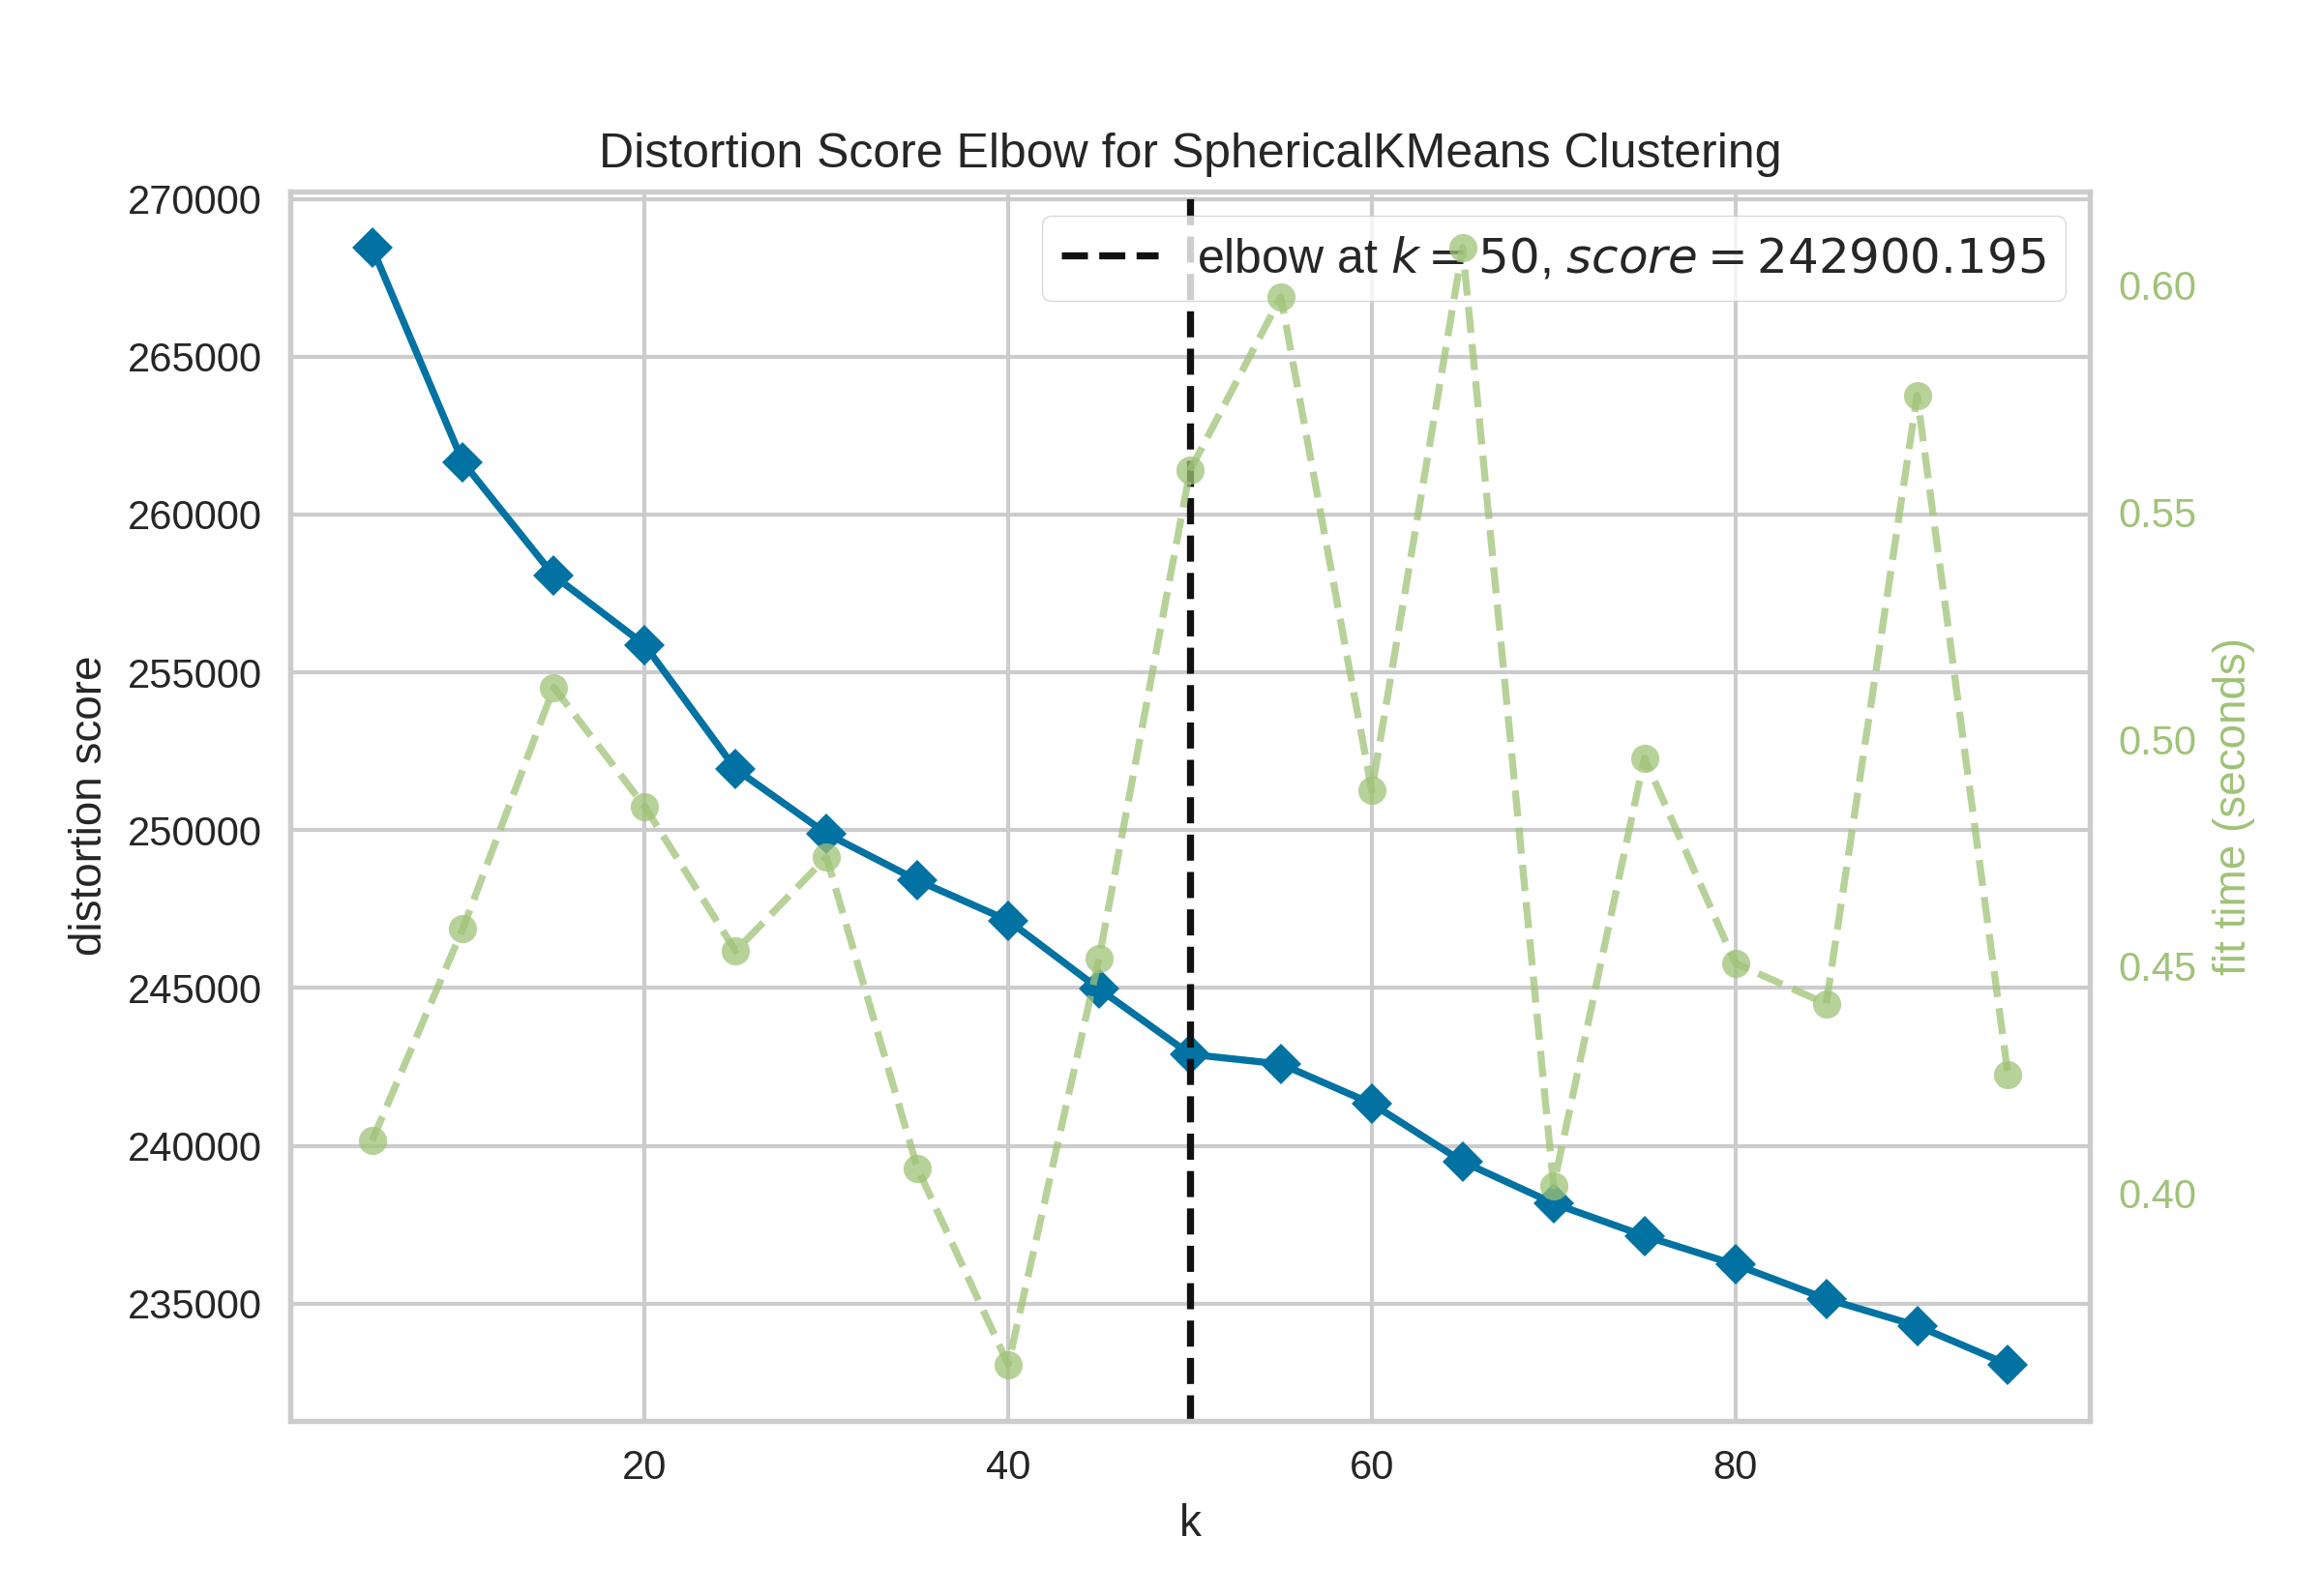 Distortion Score Elbow for SphericalKMeans Clustering
elbow at k = 50, score = 242900.195
270000
265000
260000
255000
250000
245000
240000
235000
distortion score
0.60
0.55
0.50
0.45
0.40
fit time (seconds)
20 40 60 80
k